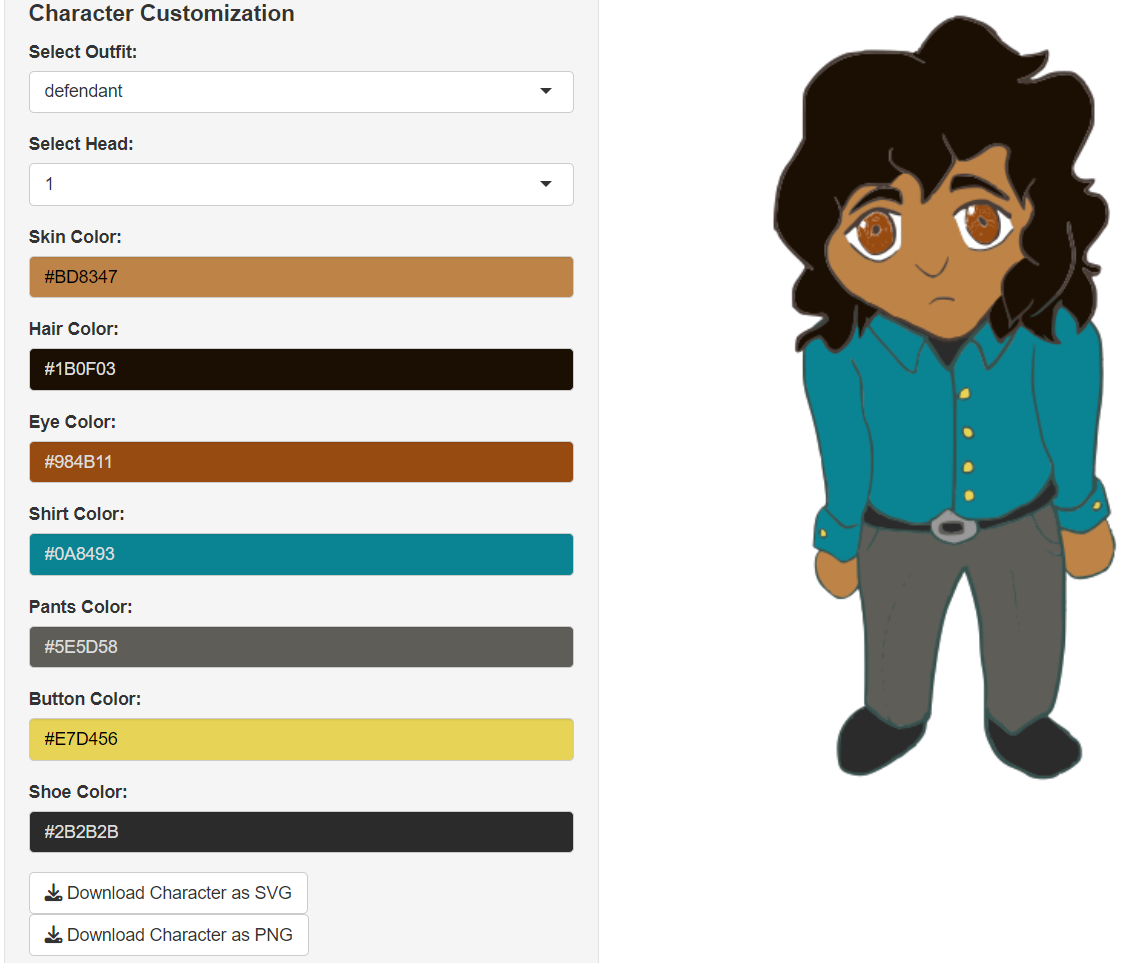 Character Customization
Select Outfit:
defendant
Select Head:
1
Skin Color:
#BD8347
Hair Color:
#1B0F03
Eye Color:
#984B11
Shirt Color:
#0A8493
Pants Color:
#5E5D58
Button Color:
#E7D456
Shoe Color:
#2B2B2B
Download Character as SVG
Download Character as PNG